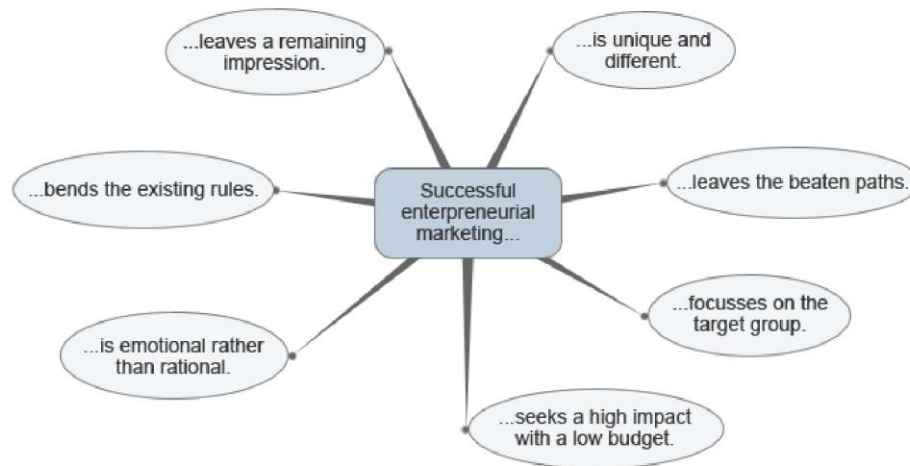 ...leaves a remaining
impression.
...is unique and
different.
...bends the existing rules.
Successful
enterpreneurial
marketing...
...leaves the beaten paths.
...focusses on the
target group.
...is emotional rather
than rational.
...seeks a high impact
with a low budget.